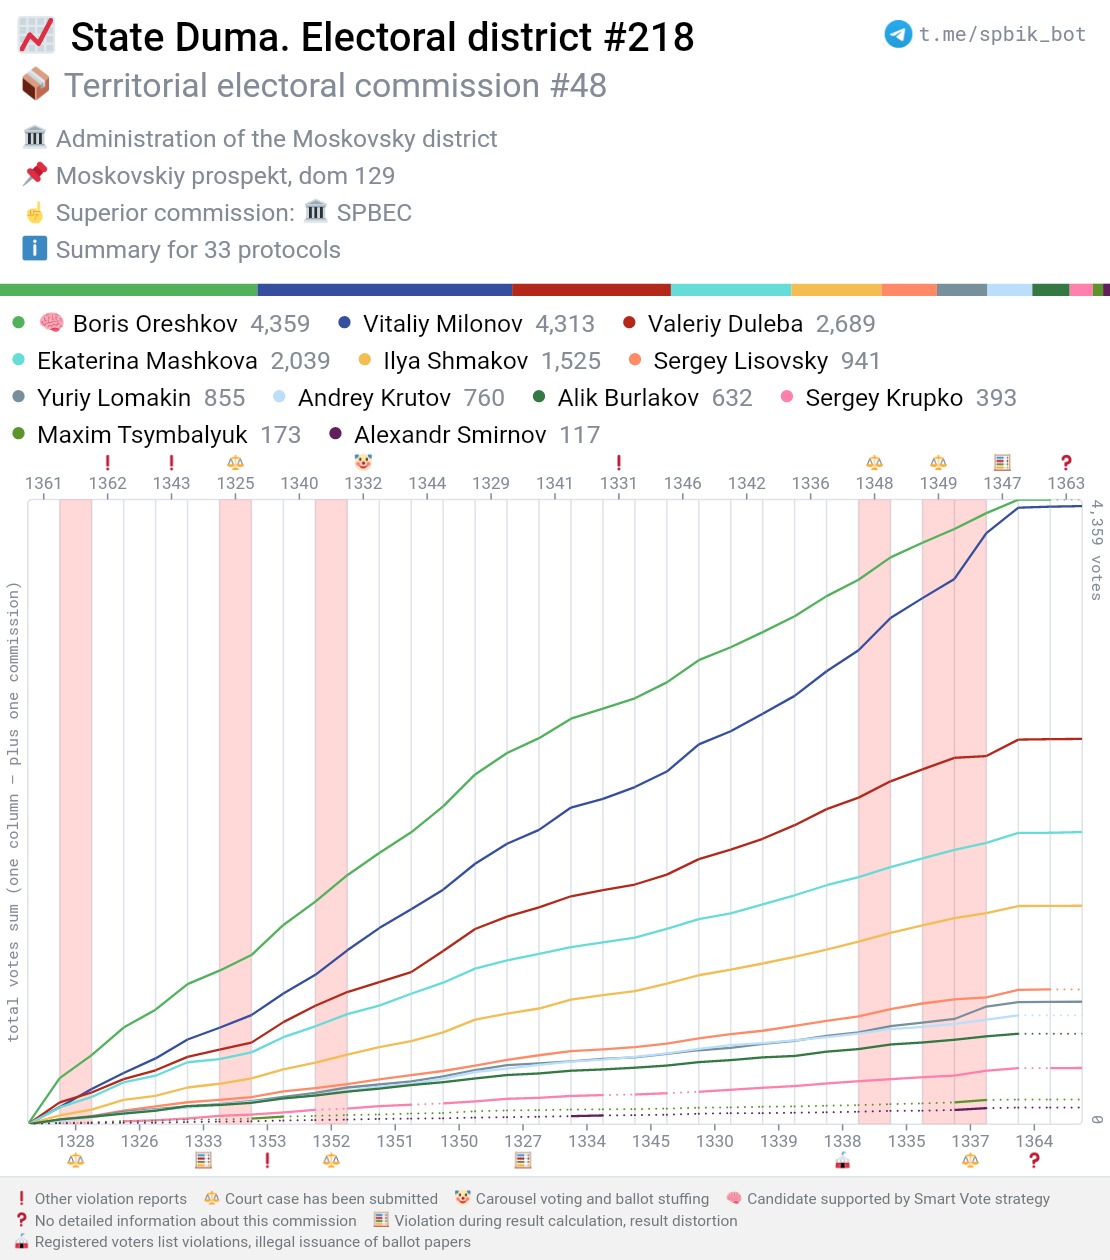 State Duma. Electoral district #218
t.me/spbik_bot
Territorial electoral commission #48
Administration of the Moskovsky district
Moskovskiy prospekt, dom 129
Superior commission: SPBEC
Summary for 33 protocols
Boris Oreshkov 4,359 Vitaliy Milonov 4,313 Valeriy Duleba 2,689
Ekaterina Mashkova 2,039 Ilya Shmakov 1,525 Sergey Lisovsky 941
Yuriy Lomakin 855 Andrey Krutov 760 Alik Burlakov 632 Sergey Krupko 393
Maxim Tsymbalyuk 173 Alexandr Smirnov 117
1361 1362 1343 1325 1340 1332 1344 1329 1341 1331 1346 1342 1336 1348 1349 1347 1363
4,359 votes
total votes sum (one column – plus one commission)
0
1328 1326 1333 1353 1352 1351 1350 1327 1334 1345 1330 1339 1338 1335 1337 1364
Other violation reports Court case has been submitted Carousel voting and ballot stuffing Candidate supported by Smart Vote strategy
No detailed information about this commission Violation during result calculation, result distortion
Registered voters list violations, illegal issuance of ballot papers